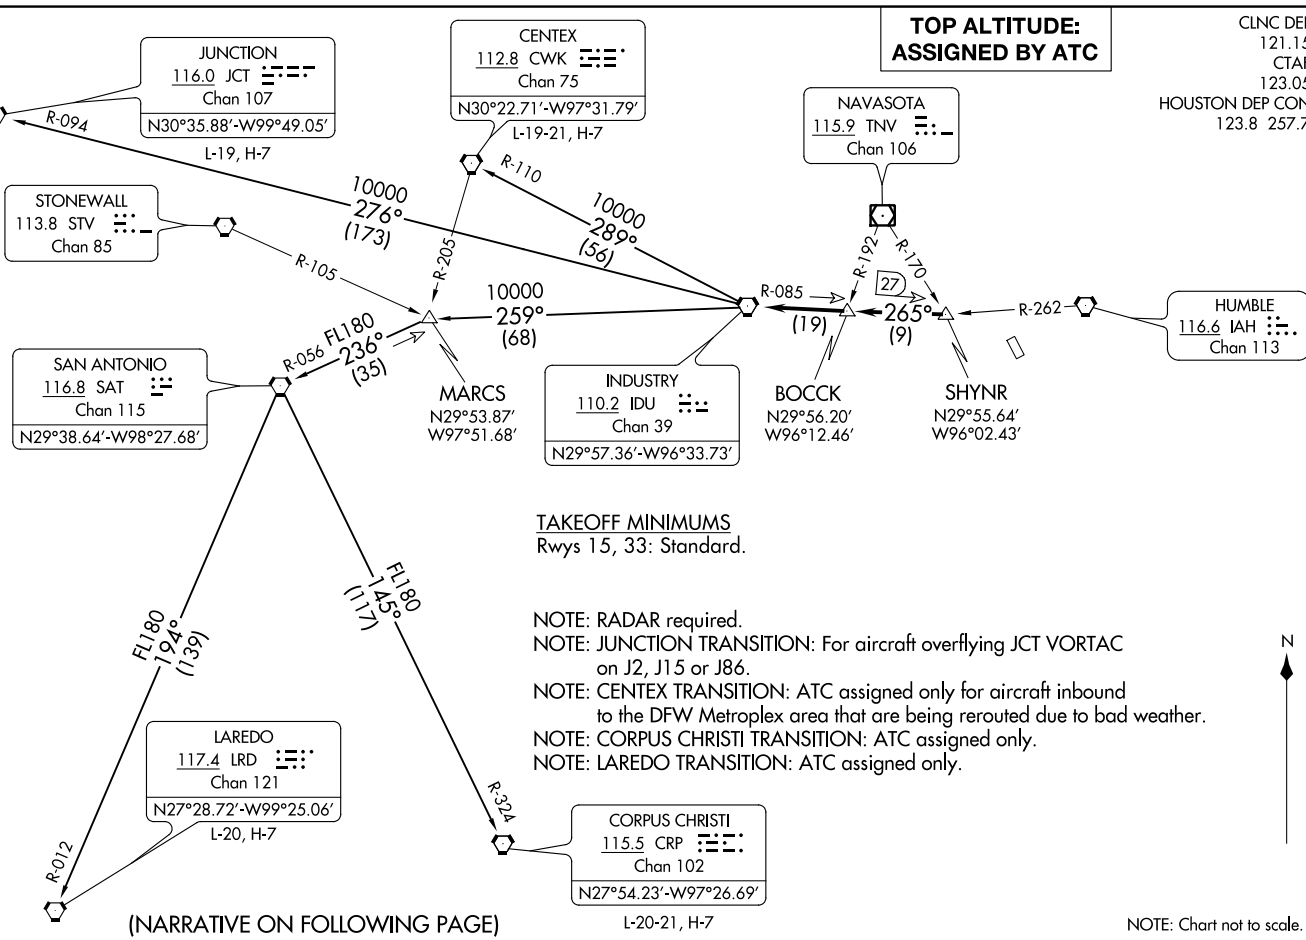 TOP ALTITUDE:
ASSIGNED BY ATC
CLNC DEL
121.15
CTAF
123.05
HOUSTON DEP CON
123.8 257.7
JUNCTION
116.0 JCT
Chan 107
N30°35.88'-W99°49.05'
L-19, H-7
CENTEX
112.8 CWK
Chan 75
N30°22.71'-W97°31.79'
L-19-21, H-7
NAVASOTA
115.9 TNV
Chan 106
STONEWALL
113.8 STV
Chan 85
R-094
10000
276°
(173)
R-110
10000
289°
(56)
R-105
R-205
R-192
R-170
27
R-085
(19)
265°
(9)
R-262
HUMBLE
116.6 IAH
Chan 113
10000
259°
(68)
R-056
FL180
236°
(35)
SAN ANTONIO
116.8 SAT
Chan 115
N29°38.64'-W98°27.68'
MARCS
N29°53.87'
W97°51.68'
INDUSTRY
110.2 IDU
Chan 39
N29°57.36'-W96°33.73'
BOCCK
N29°56.20'
W96°12.46'
SHYNR
N29°55.64'
W96°02.43'
TAKEOFF MINIMUMS
Rwys 15, 33: Standard.
FL180
194°
(139)
FL180
145°
(117)
NOTE: RADAR required.
NOTE: JUNCTION TRANSITION: For aircraft overflying JCT VORTAC
on J2, J15 or J86.
NOTE: CENTEX TRANSITION: ATC assigned only for aircraft inbound
to the DFW Metroplex area that are being rerouted due to bad weather.
NOTE: CORPUS CHRISTI TRANSITION: ATC assigned only.
NOTE: LAREDO TRANSITION: ATC assigned only.
N
LAREDO
117.4 LRD
Chan 121
N27°28.72'-W99°25.06'
L-20, H-7
R-012
R-324
CORPUS CHRISTI
115.5 CRP
Chan 102
N27°54.23'-W97°26.69'
L-20-21, H-7
(NARRATIVE ON FOLLOWING PAGE)
NOTE: Chart not to scale.